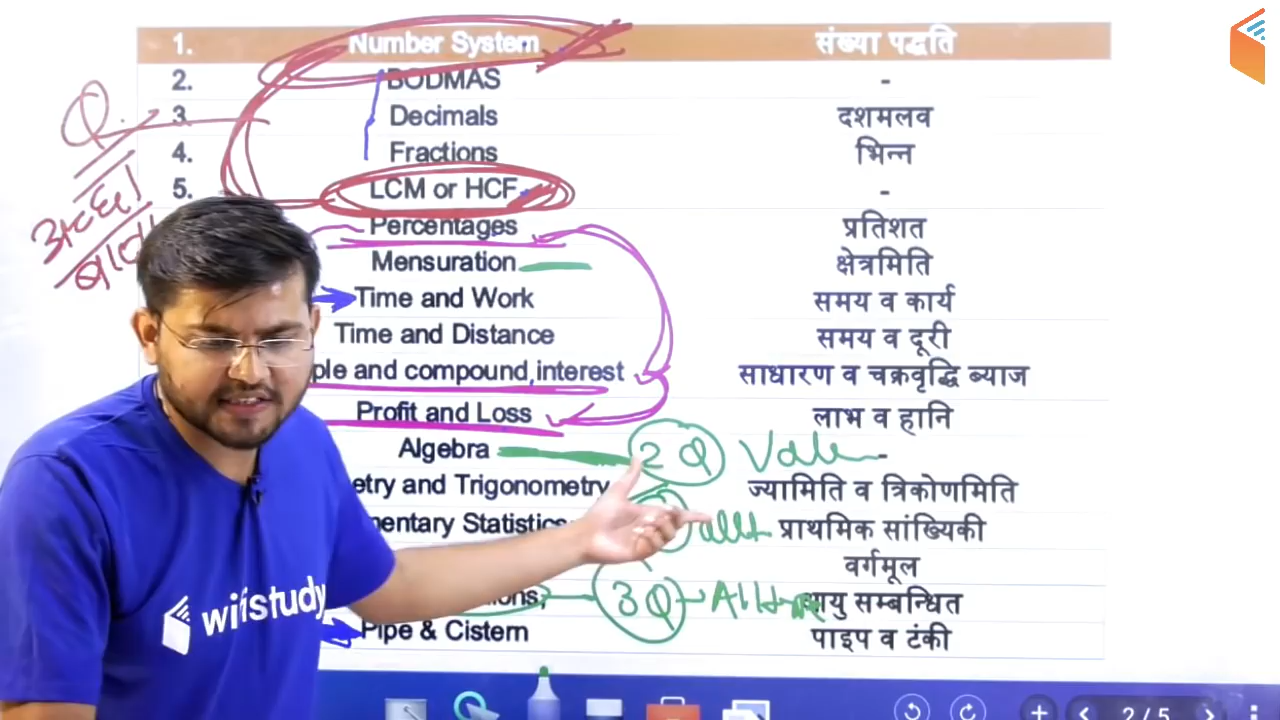 1. Number System संख्या पद्धति
2. BODMAS -
3 Decimals दशमलव
4. Fractions भिन्न
5. LCM or HCF -
Percentages प्रतिशत
Mensuration क्षेत्रमिति
Time and Work समय व कार्य
Time and Distance समय व दूरी
ple and compound,interest साधारण व चक्रवृद्धि ब्याज
Profit and Loss लाभ व हानि
Algebra 2 Q -
etry and Trigonometry ज्यामिति व त्रिकोणमिति
mentary Statistics प्राथमिक सांख्यिकी
वर्गमूल
3 Q आयु सम्बन्धित
Pipe & Cistern पाइप व टंकी
Q.
अच्छा
wifistudy
2 / 5